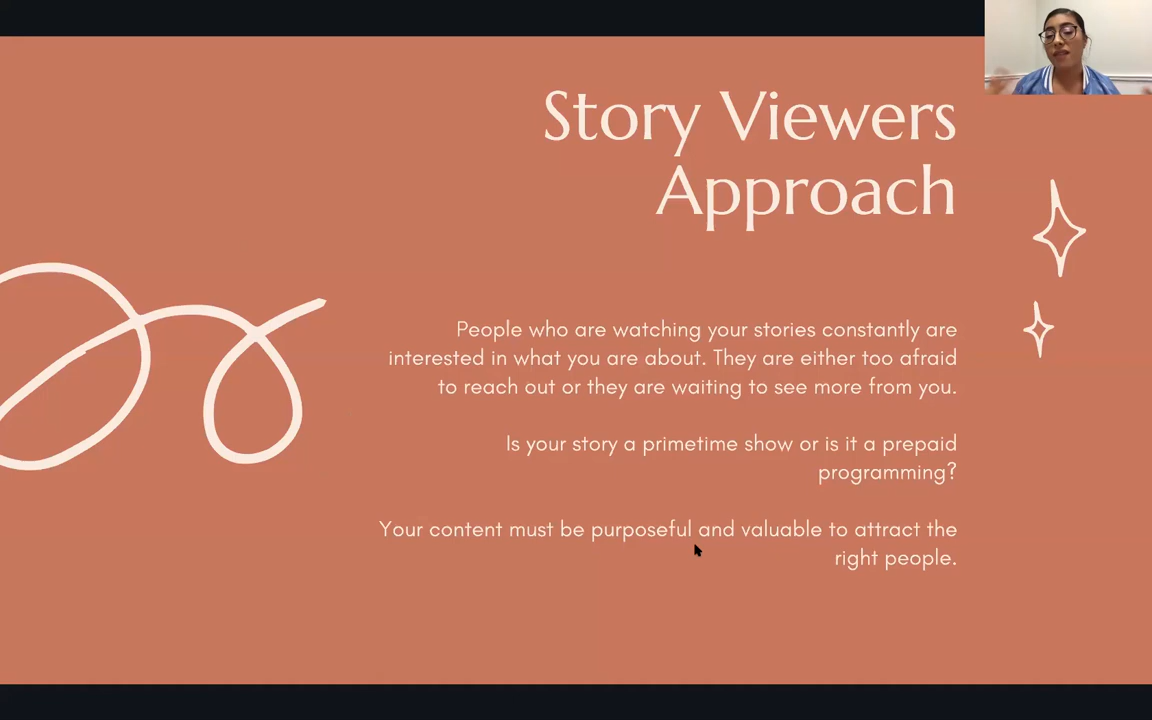 Story Viewers
Approach
People who are watching your stories constantly are
interested in what you are about. They are either too afraid
to reach out or they are waiting to see more from you.
Is your story a primetime show or is it a prepaid
programming?
Your content must be purposeful and valuable to attract the
right people.